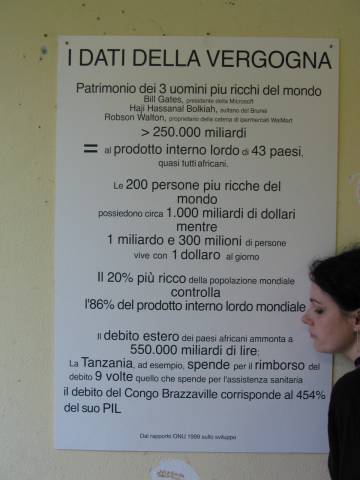 I DATI DELLA VERGOGNA
Patrimonio dei 3 uomini piu ricchi del mondo
Bill Gates, presidente della Microsoft
Haji Hassanal Bolkiah, sultano del Brunei
Robson Walton, proprietario della catena di ipermercati WalMart
> 250.000 miliardi
= al prodotto interno lordo di 43 paesi,
quasi tutti africani.
Le 200 persone piu ricche del
mondo
possiedono circa 1.000 miliardi di dollari
mentre
1 miliardo e 300 milioni di persone
vive con 1 dollaro al giorno
Il 20% più ricco della popolazione mondiale
controlla
l'86% del prodotto interno lordo mondiale
Il debito estero dei paesi africani ammonta a
550.000 miliardi di lire;
La Tanzania, ad esempio, spende per il rimborso del
debito 9 volte quello che spende per l'assistenza sanitaria
il debito del Congo Brazzaville corrisponde al 454%
del suo PIL
Dal rapporto ONU 1999 sullo sviluppo